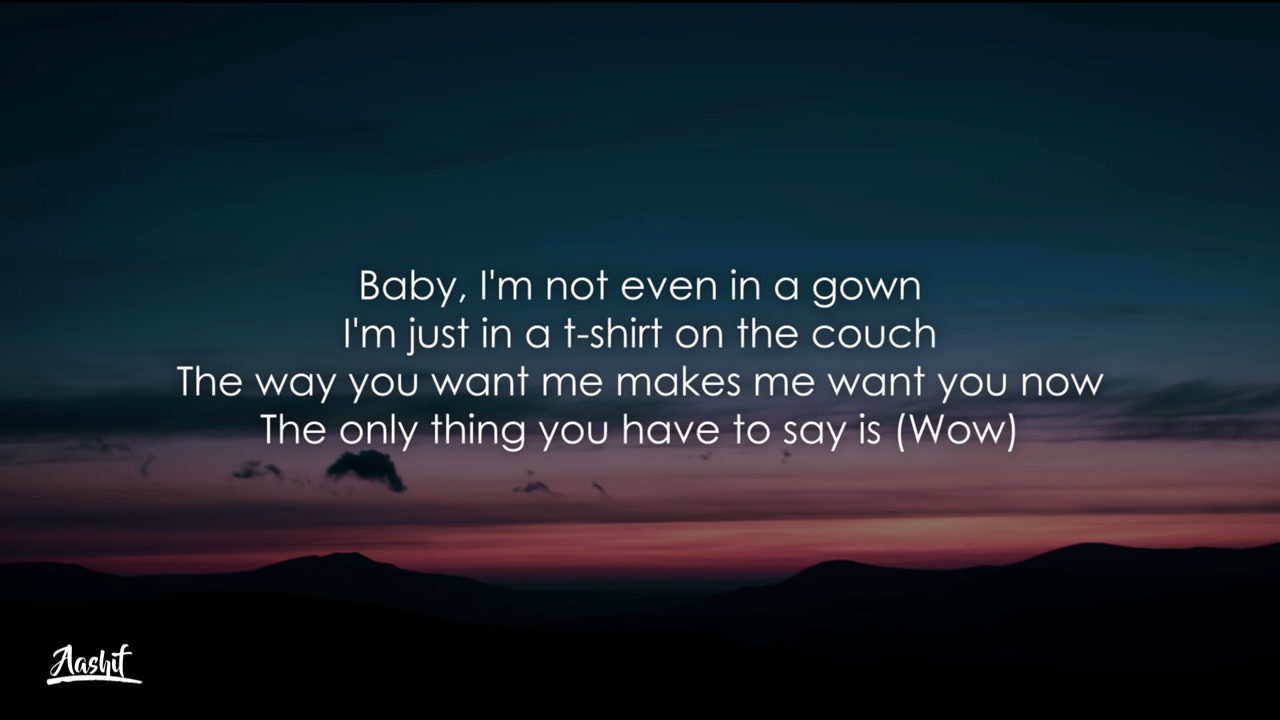 Baby, I'm not even in a gown
I'm just in a t-shirt on the couch
The way you want me makes me want you now
The only thing you have to say is (Wow)
Aashif